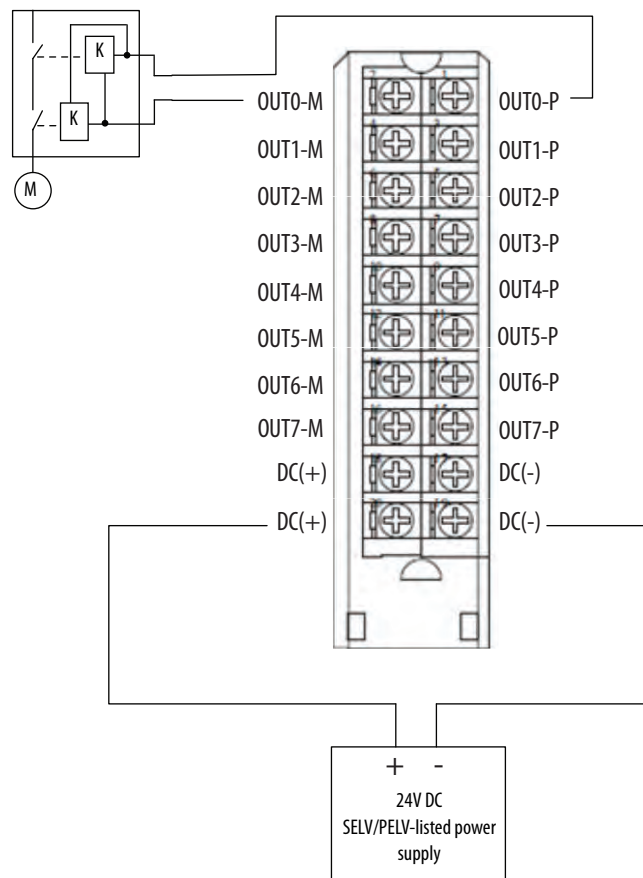 K
K
M
OUT0-M OUT0-P
OUT1-M OUT1-P
OUT2-M OUT2-P
OUT3-M OUT3-P
OUT4-M OUT4-P
OUT5-M OUT5-P
OUT6-M OUT6-P
OUT7-M OUT7-P
DC(+) DC(-)
DC(+) DC(-)
+ -
24V DC
SELV/PELV-listed power
supply